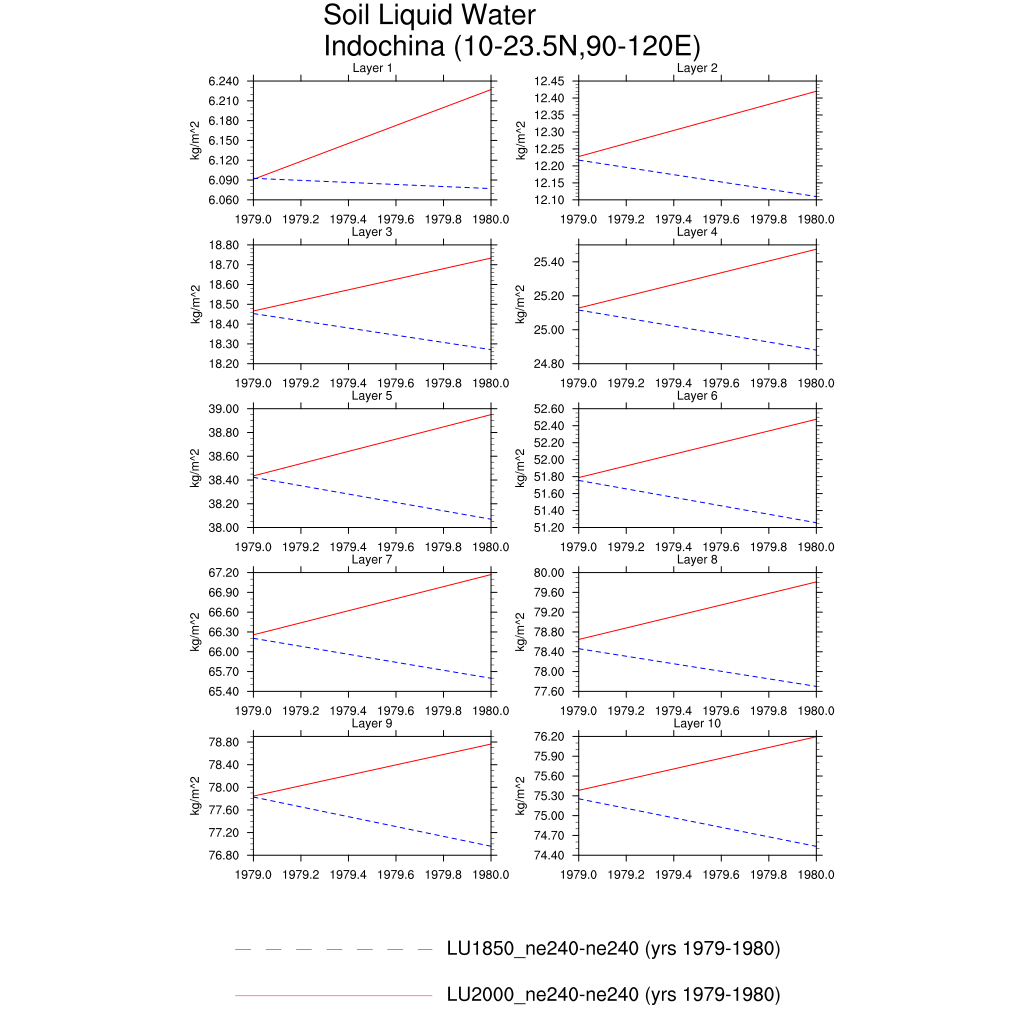 Soil Liquid Water
Indochina (10-23.5N,90-120E)
Layer 1
6.240
6.210
6.180
6.150
6.120
6.090
6.060
kg/m^2
1979.0 1979.2 1979.4 1979.6 1979.8 1980.0
Layer 2
12.45
12.40
12.35
12.30
12.25
12.20
12.15
12.10
kg/m^2
1979.0 1979.2 1979.4 1979.6 1979.8 1980.0
Layer 3
18.80
18.70
18.60
18.50
18.40
18.30
18.20
kg/m^2
1979.0 1979.2 1979.4 1979.6 1979.8 1980.0
Layer 4
25.40
25.20
25.00
24.80
kg/m^2
1979.0 1979.2 1979.4 1979.6 1979.8 1980.0
Layer 5
39.00
38.80
38.60
38.40
38.20
38.00
kg/m^2
1979.0 1979.2 1979.4 1979.6 1979.8 1980.0
Layer 6
52.60
52.40
52.20
52.00
51.80
51.60
51.40
51.20
kg/m^2
1979.0 1979.2 1979.4 1979.6 1979.8 1980.0
Layer 7
67.20
66.90
66.60
66.30
66.00
65.70
65.40
kg/m^2
1979.0 1979.2 1979.4 1979.6 1979.8 1980.0
Layer 8
80.00
79.60
79.20
78.80
78.40
78.00
77.60
kg/m^2
1979.0 1979.2 1979.4 1979.6 1979.8 1980.0
Layer 9
78.80
78.40
78.00
77.60
77.20
76.80
kg/m^2
1979.0 1979.2 1979.4 1979.6 1979.8 1980.0
Layer 10
76.20
75.90
75.60
75.30
75.00
74.70
74.40
kg/m^2
1979.0 1979.2 1979.4 1979.6 1979.8 1980.0
LU1850_ne240-ne240 (yrs 1979-1980)
LU2000_ne240-ne240 (yrs 1979-1980)